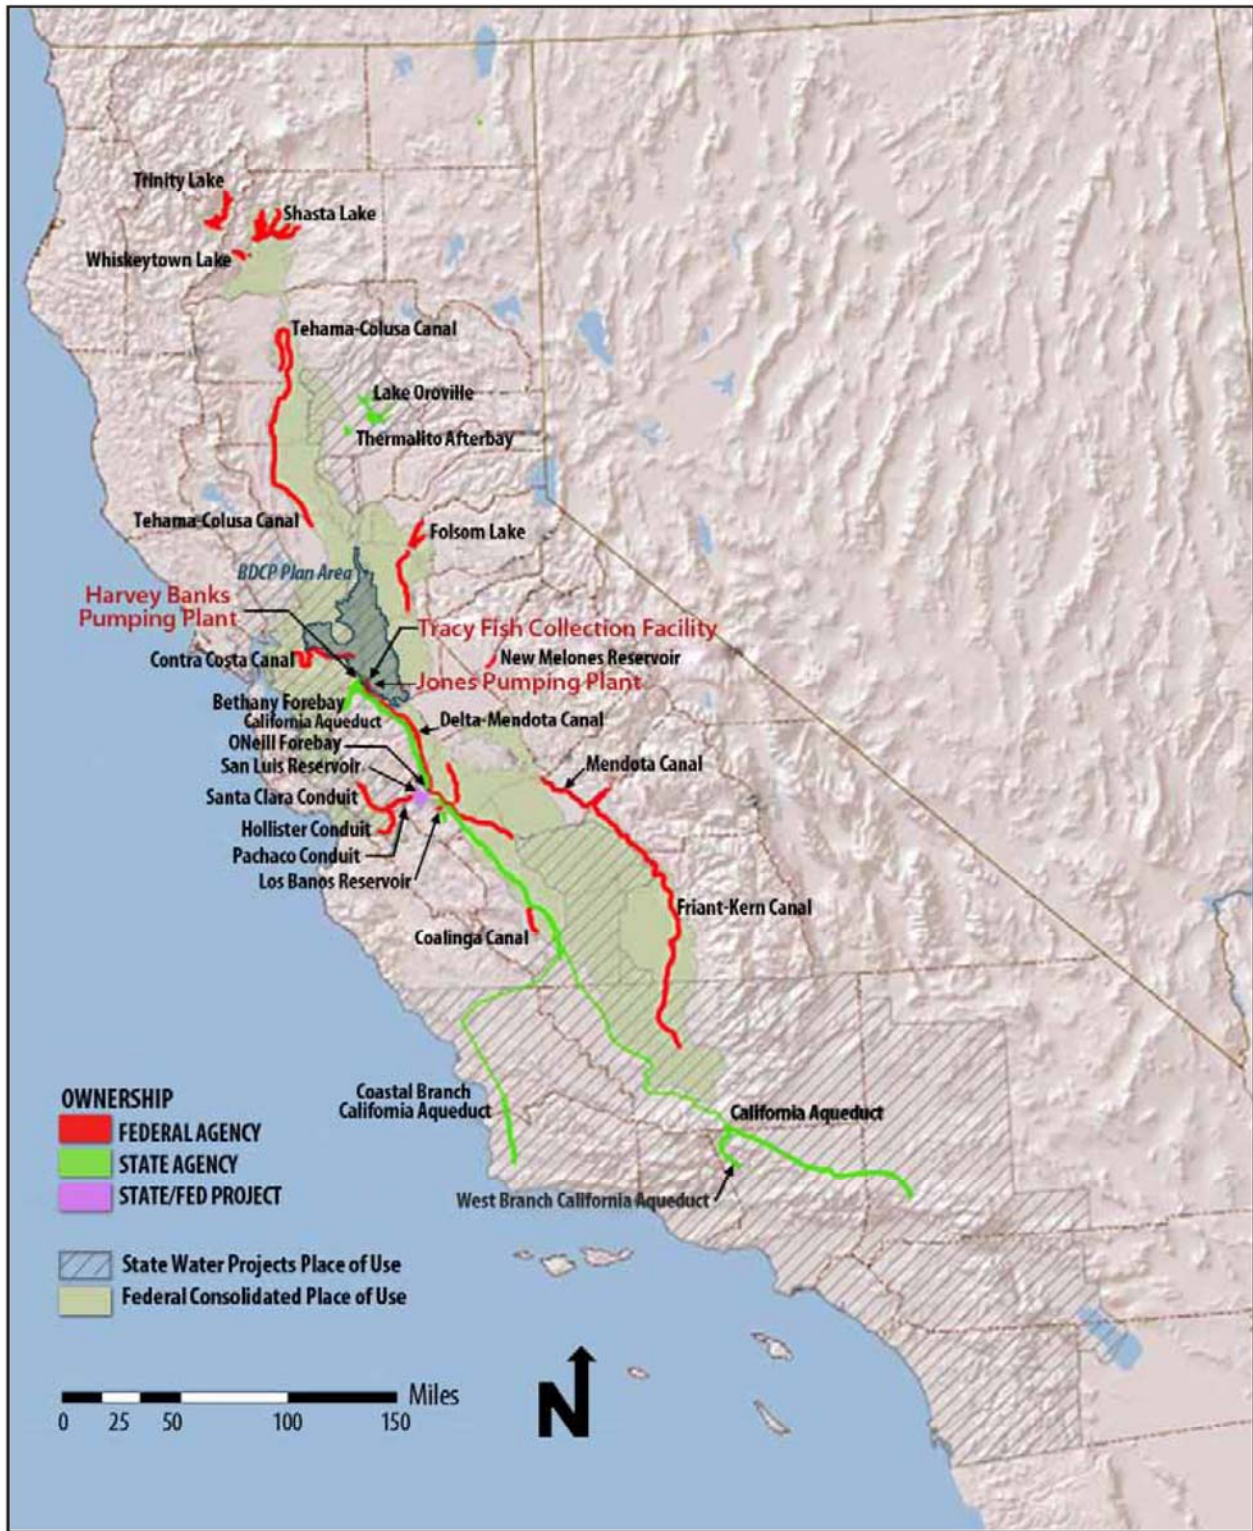 Trinity Lake
Shasta Lake
Whiskeytown Lake
Tehama-Colusa Canal
Lake Oroville
Thermalito Afterbay
Tehama-Colusa Canal
Folsom Lake
BDCP Plan Area
Harvey Banks
Pumping Plant
Tracy Fish Collection Facility
Contra Costa Canal
New Melones Reservoir
Jones Pumping Plant
Bethany Forebay
California Aqueduct
Delta-Mendota Canal
ONeill Forebay
San Luis Reservoir
Mendota Canal
Santa Clara Conduit
Hollister Conduit
Pachaco Conduit
Los Banos Reservoir
Friant-Kern Canal
Coalinga Canal
Coastal Branch
California Aqueduct
California Aqueduct
West Branch California Aqueduct
OWNERSHIP
FEDERAL AGENCY
STATE AGENCY
STATE/FED PROJECT
State Water Projects Place of Use
Federal Consolidated Place of Use
Miles
0 25 50 100 150
N